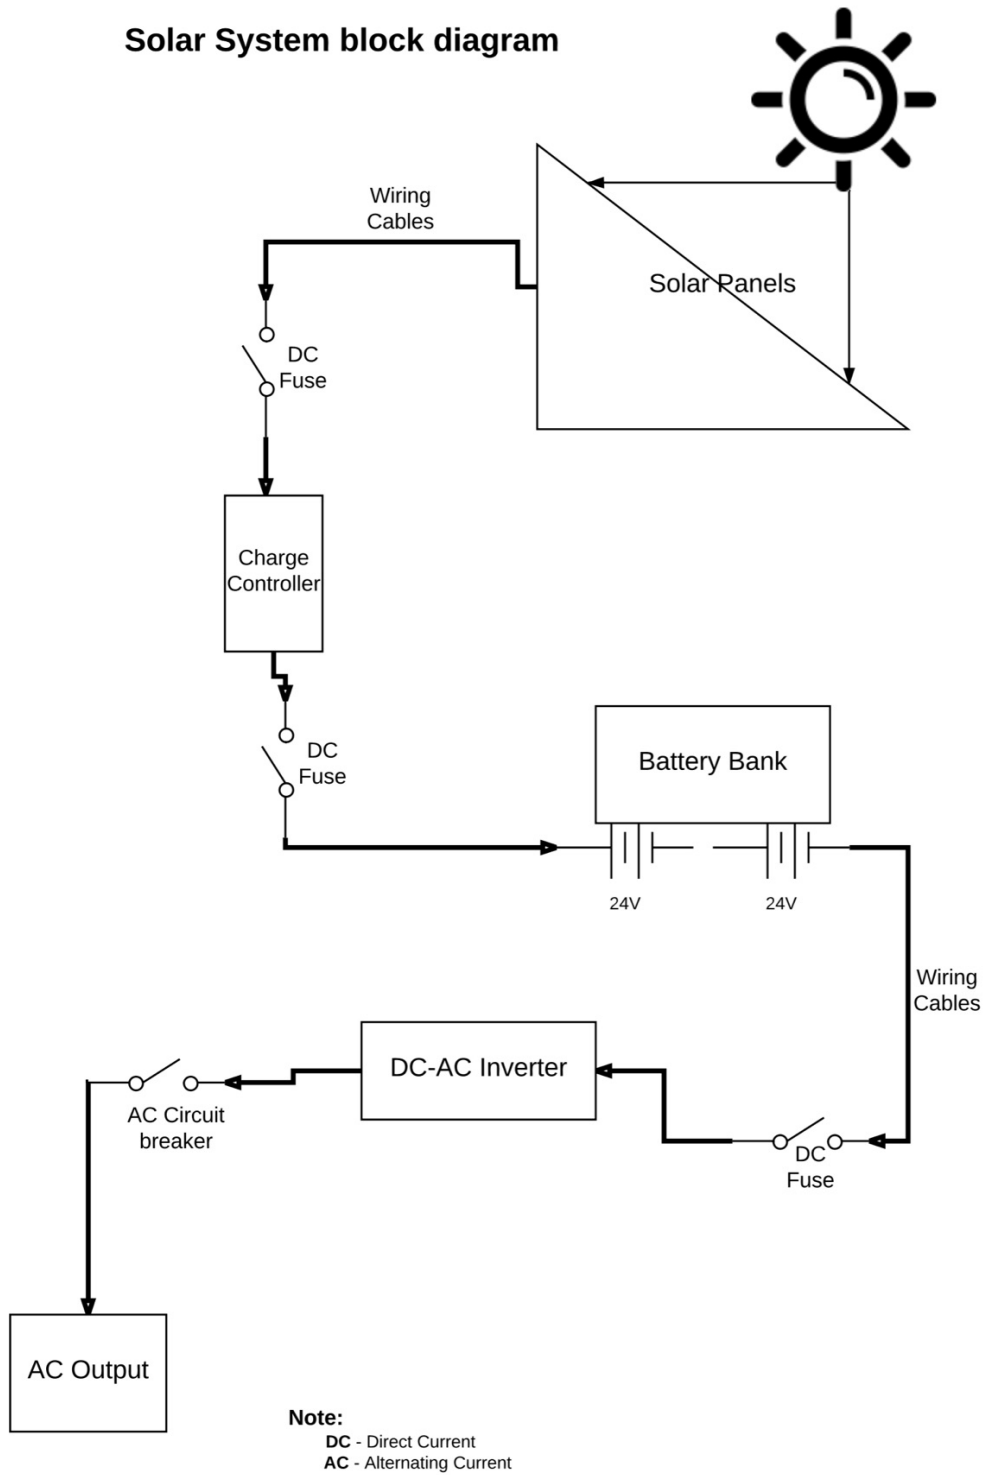 Solar System block diagram
Wiring
Cables
Solar Panels
DC
Fuse
Charge
Controller
DC
Fuse
Battery Bank
24V
24V
Wiring
Cables
DC-AC Inverter
AC Circuit
breaker
DC
Fuse
AC Output
Note:
DC - Direct Current
AC - Alternating Current